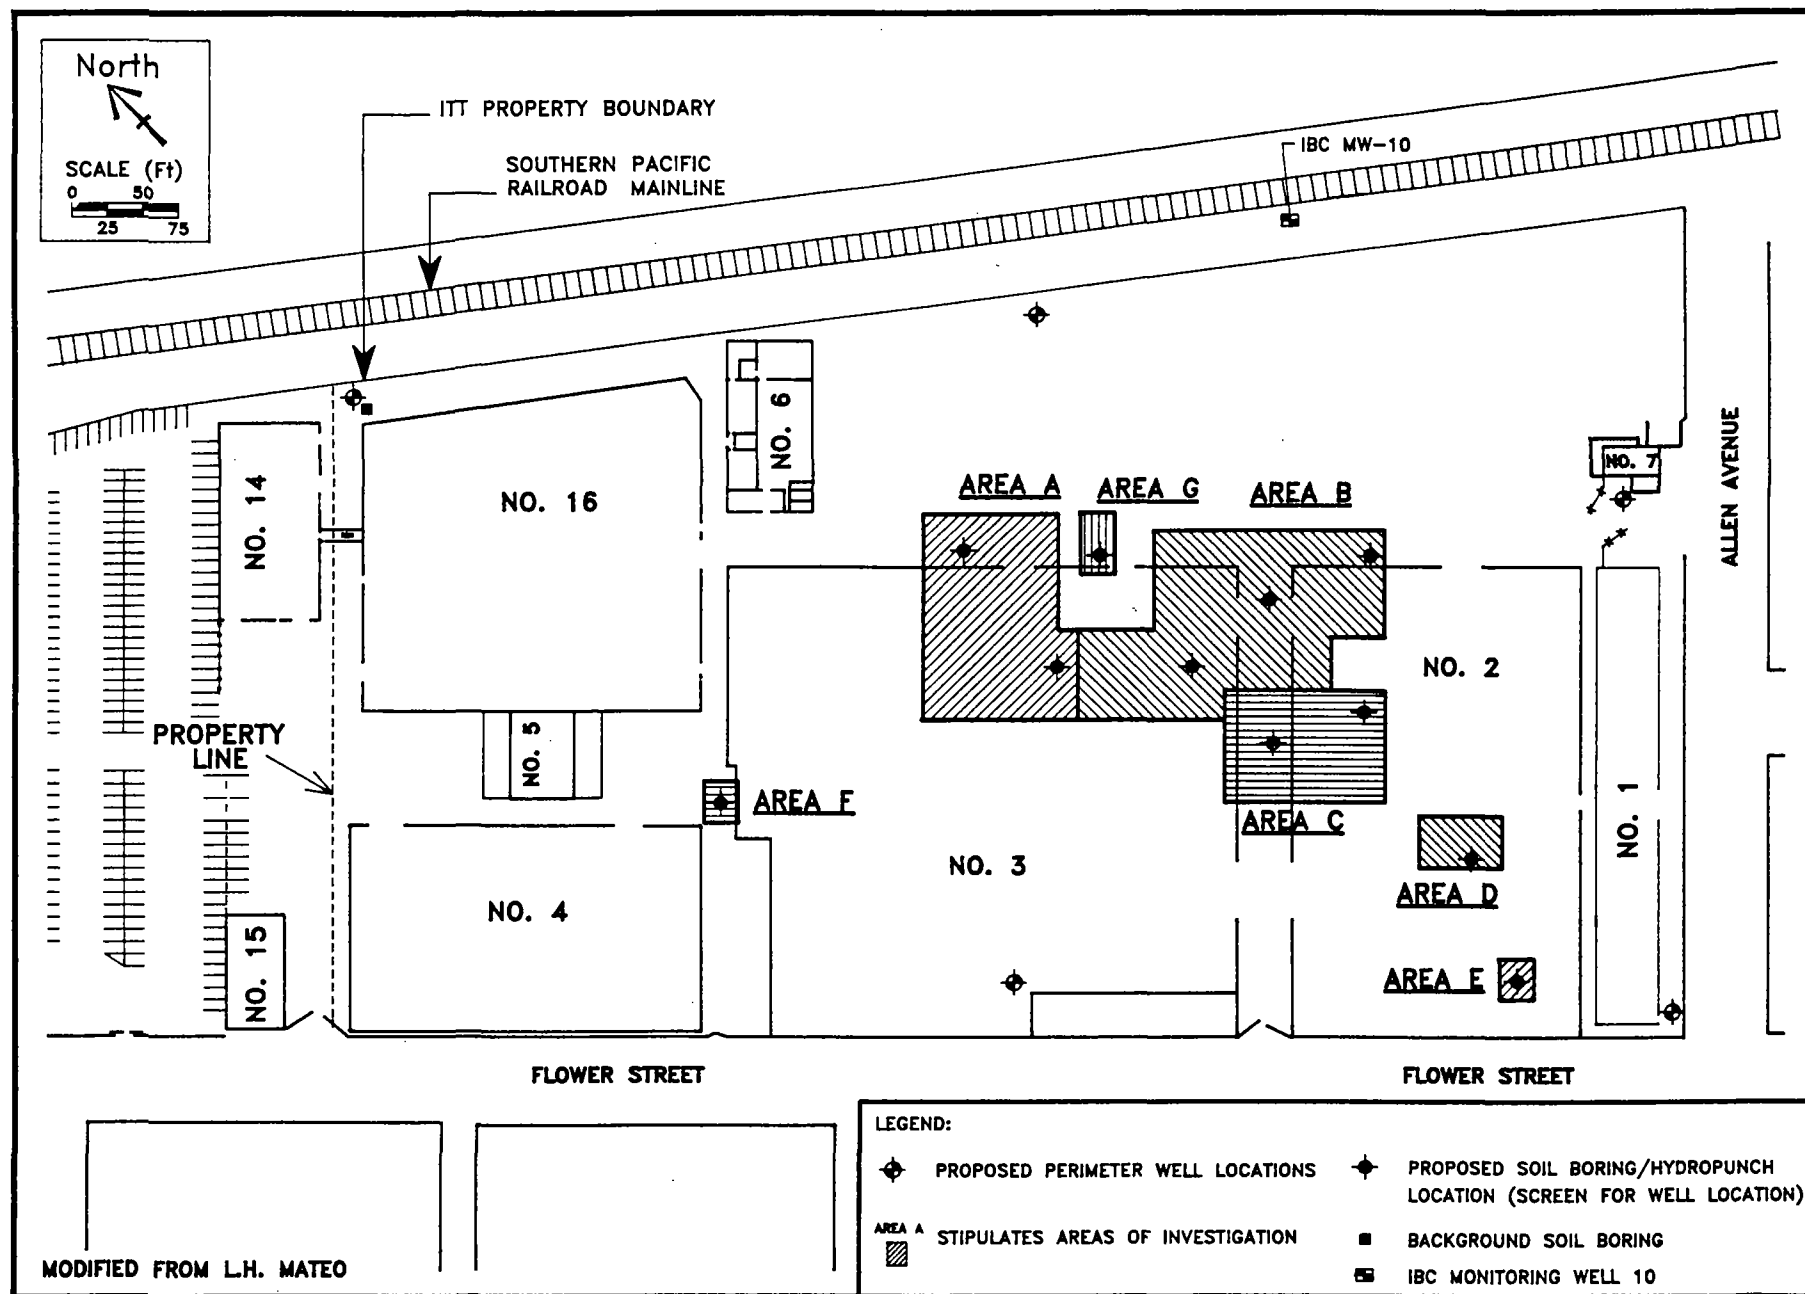 North
SCALE (Ft)
0 50
25 75
ITT PROPERTY BOUNDARY
SOUTHERN PACIFIC
RAILROAD MAINLINE
IBC MW-10
NO. 14
NO. 16
NO. 6
AREA A
AREA G
AREA B
NO. 7
ALLEN AVENUE
NO. 2
PROPERTY
LINE
NO. 5
AREA F
AREA C
NO. 1
NO. 3
AREA D
NO. 4
NO. 15
AREA E
FLOWER STREET
FLOWER STREET
LEGEND:
PROPOSED PERIMETER WELL LOCATIONS
PROPOSED SOIL BORING/HYDROPUNCH
LOCATION (SCREEN FOR WELL LOCATION)
AREA A
STIPULATES AREAS OF INVESTIGATION
BACKGROUND SOIL BORING
IBC MONITORING WELL 10
MODIFIED FROM L.H. MATEO